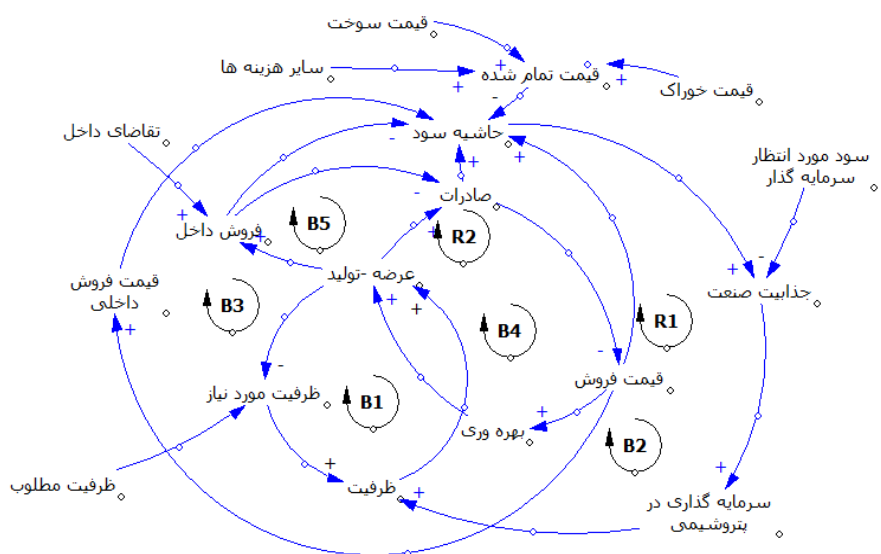 قیمت سوخت
سایر هزینه ها
قیمت تمام شده
قیمت خوراک
+
+
+
-
تقاضای داخل
حاشیه سود
-
+
+
سود مورد انتظار
سرمایه گذار
صادرات
-
+
فروش داخل
+
B5
+
R2
عرضه -تولید
+
-
جذابیت صنعت
قیمت فروش
داخلی
+
B3
+
+
B4
R1
-
-
قیمت فروش
ظرفیت مورد نیاز
B1
+
بهره وری
B2
ظرفیت مطلوب
+
ظرفیت
+
+
سرمایه گذاری در
پتروشیمی